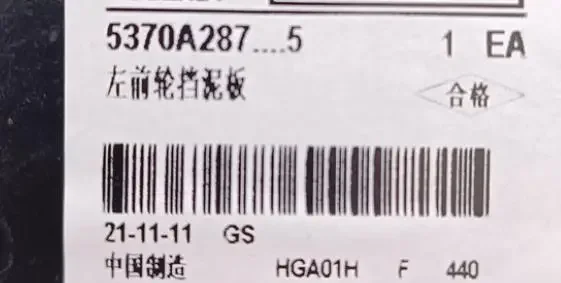 5370A287....5 1 EA
左前轮挡泥板 合格
21-11-11 GS
中国制造 HGA01H F 440